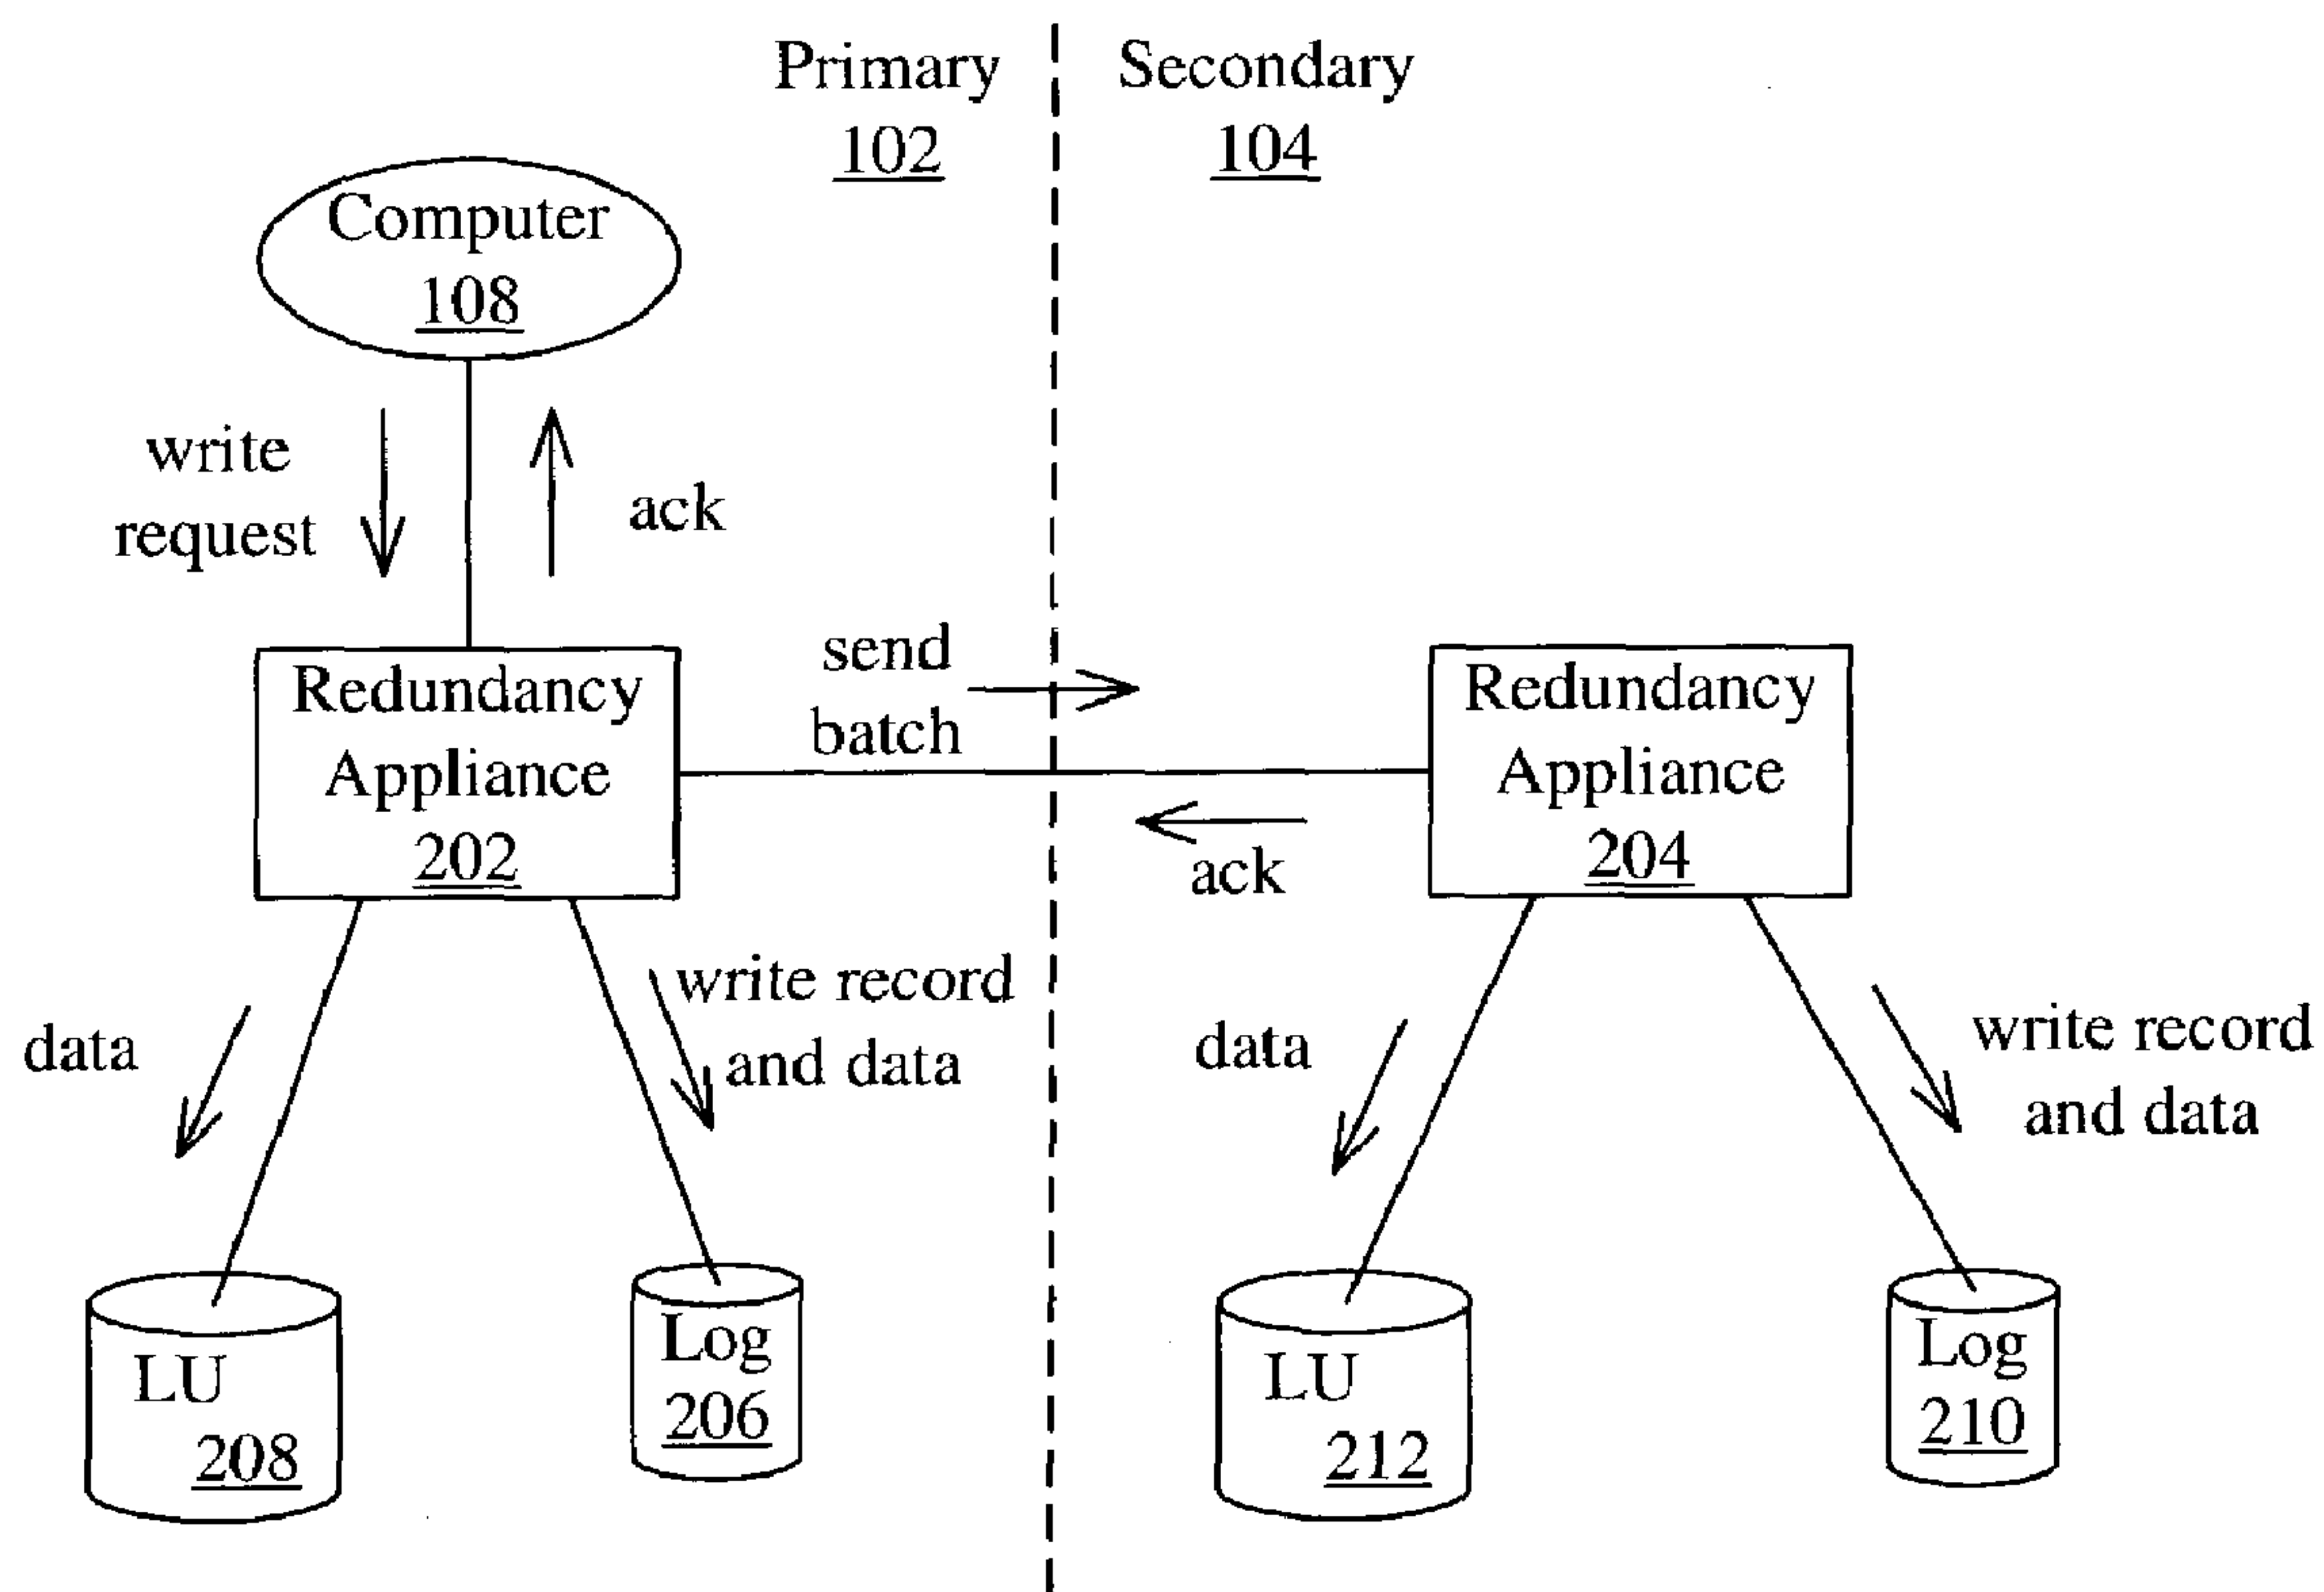 Primary
102
Secondary
104
Computer
108
write
request
ack
send
batch
Redundancy
Appliance
202
Redundancy
Appliance
204
ack
data
write record
and data
data
write record
and data
LU
208
Log
206
LU
212
Log
210